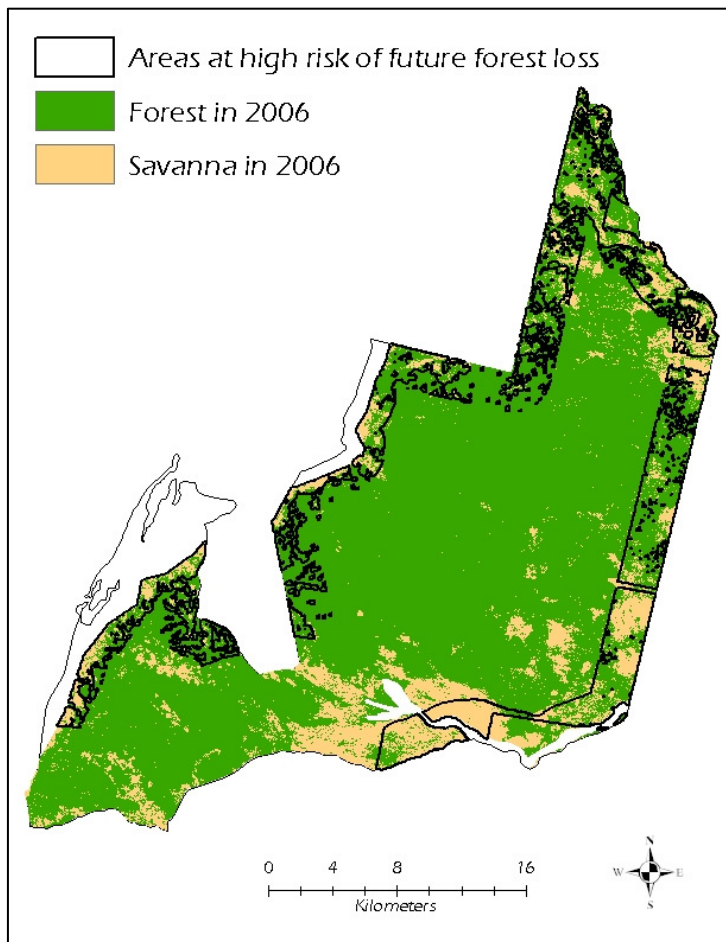 Areas at high risk of future forest loss
Forest in 2006
Savanna in 2006
N
W E
S
0 4 8 16
Kilometers